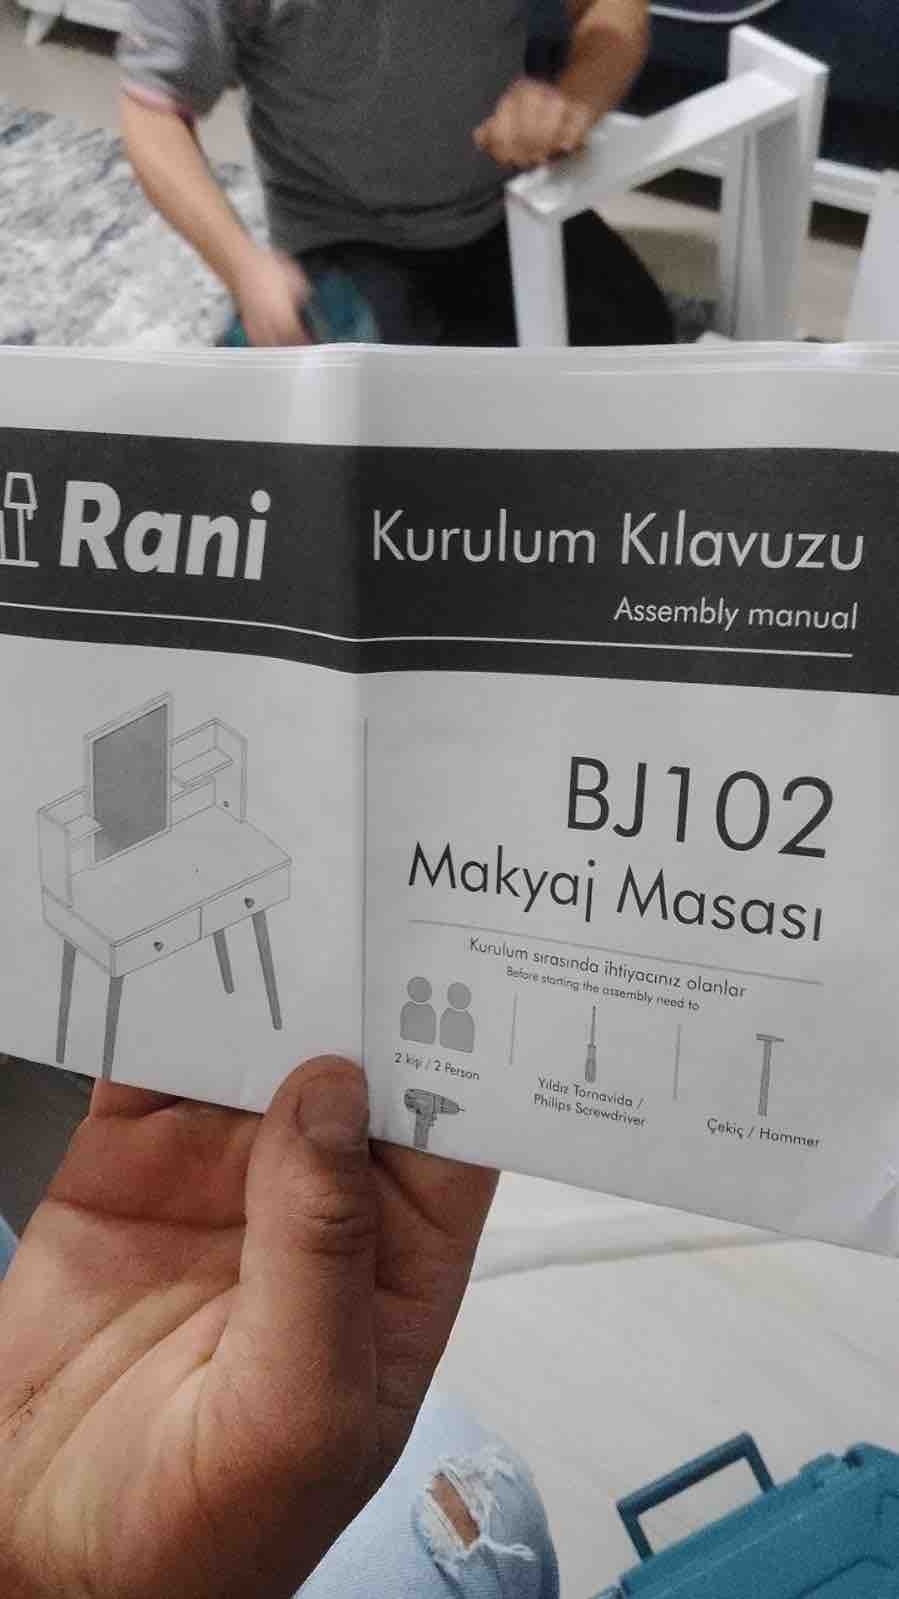 Rani
Kurulum Kılavuzu
Assembly manual
BJ102
Makyaj Masası
Kurulum sırasında ihtiyacınız olanlar
Before starting the assembly need to
2 kişi / 2 Person
Yıldız Tornavida /
Philips Screwdriver
Çekiç / Hammer